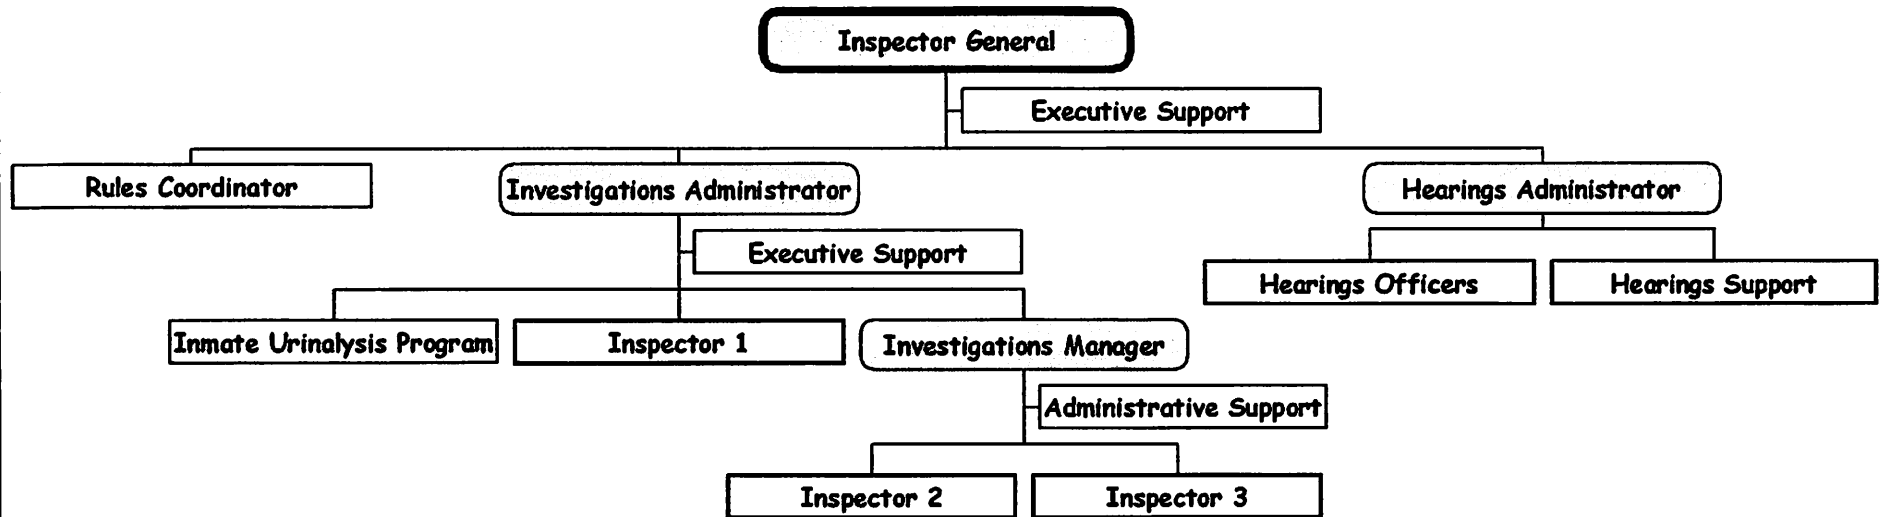 Inspector General
Executive Support
Rules Coordinator
Investigations Administrator
Hearings Administrator
Executive Support
Hearings Officers
Hearings Support
Inmate Urinalysis Program
Inspector 1
Investigations Manager
Administrative Support
Inspector 2
Inspector 3